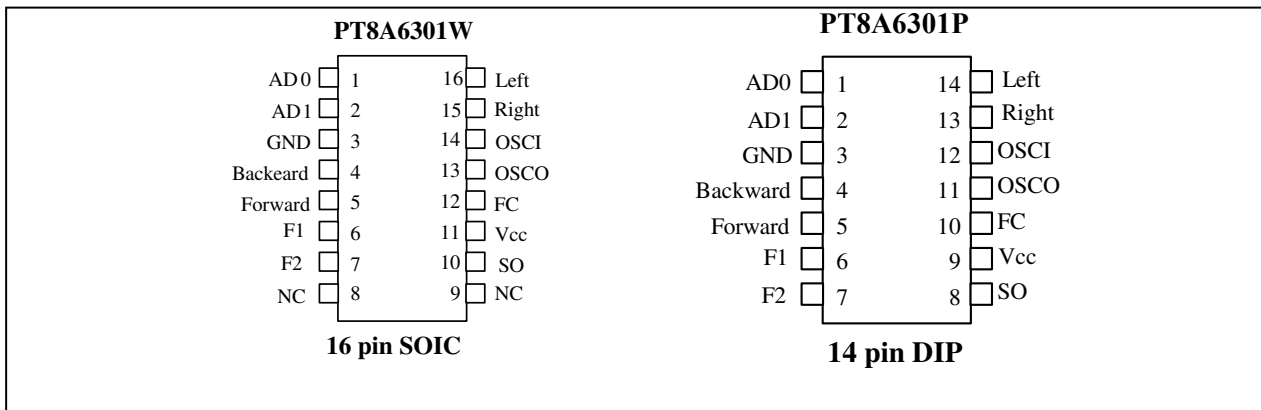 PT8A6301W
AD0 1 16 Left
AD1 2 15 Right
GND 3 14 OSCI
Backeard 4 13 OSCO
Forward 5 12 FC
F1 6 11 Vcc
F2 7 10 SO
NC 8 9 NC
16 pin SOIC
PT8A6301P
AD0 1 14 Left
AD1 2 13 Right
GND 3 12 OSCI
Backward 4 11 OSCO
Forward 5 10 FC
F1 6 9 Vcc
F2 7 8 SO
14 pin DIP